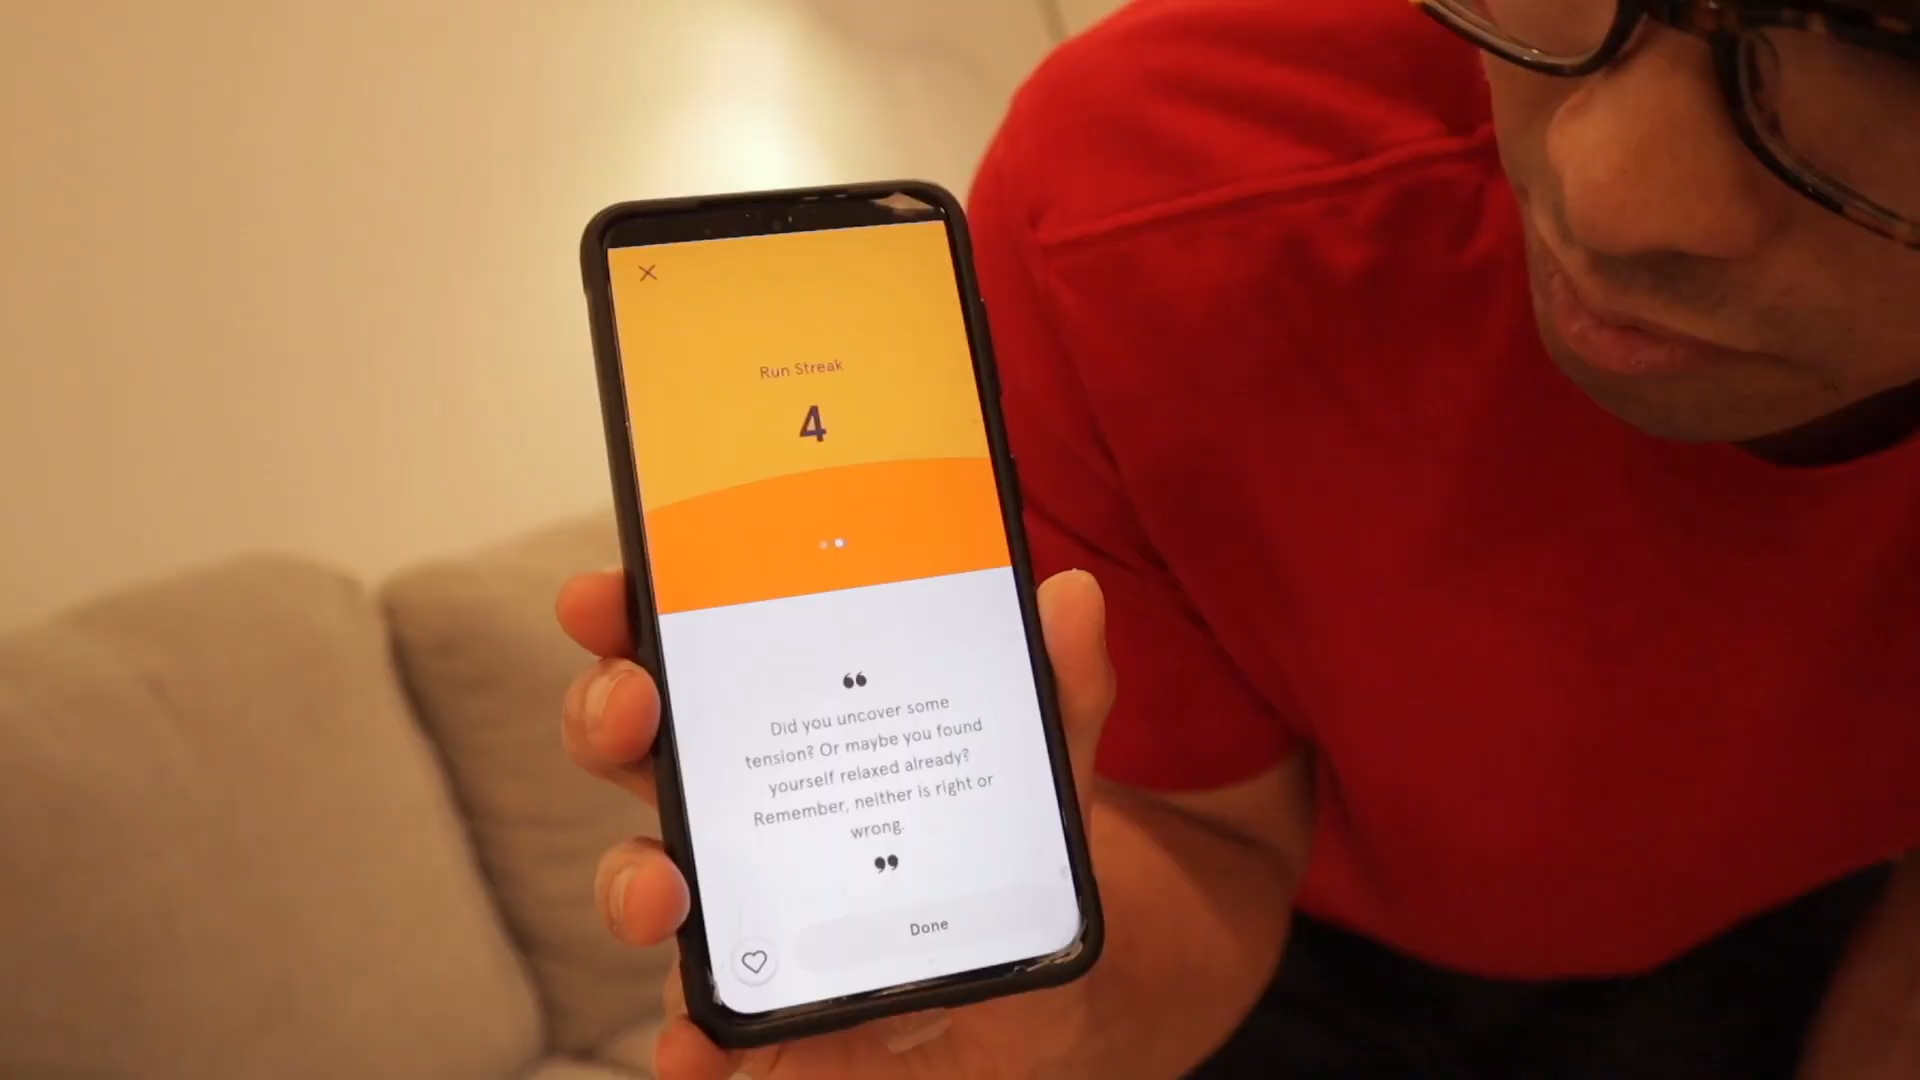 Run Streak
4
“
Did you uncover some
tension? Or maybe you found
yourself relaxed already?
Remember, neither is right or
wrong.
”
Done